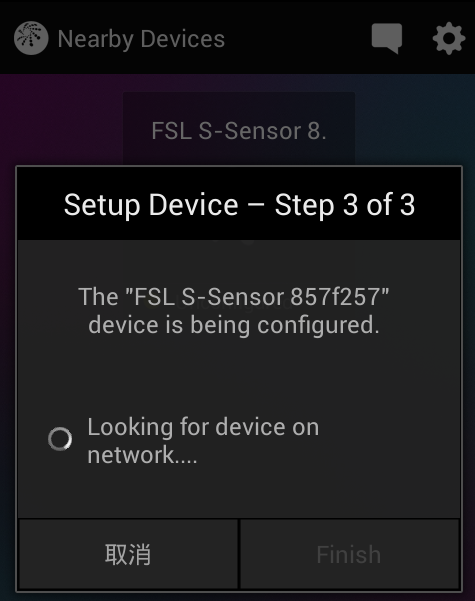 Nearby Devices
FSL S-Sensor 8.
Setup Device – Step 3 of 3
The "FSL S-Sensor 857f257"
device is being configured.
Looking for device on
network....
取消
Finish